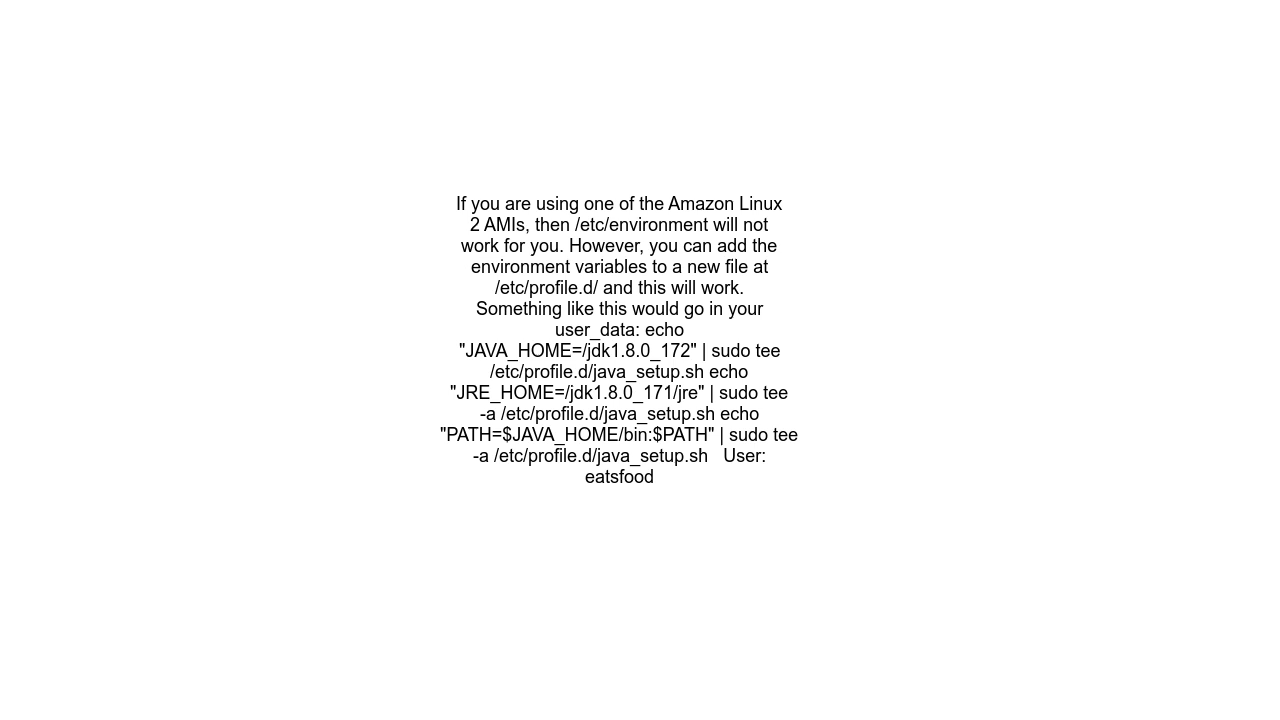 If you are using one of the Amazon Linux
2 AMIs, then /etc/environment will not
work for you. However, you can add the
environment variables to a new file at
/etc/profile.d/ and this will work.
Something like this would go in your
user_data: echo
"JAVA_HOME=/jdk1.8.0_172" | sudo tee
/etc/profile.d/java_setup.sh echo
"JRE_HOME=/jdk1.8.0_171/jre" | sudo tee
-a /etc/profile.d/java_setup.sh echo
"PATH=$JAVA_HOME/bin:$PATH" | sudo tee
-a /etc/profile.d/java_setup.sh   User:
eatsfood